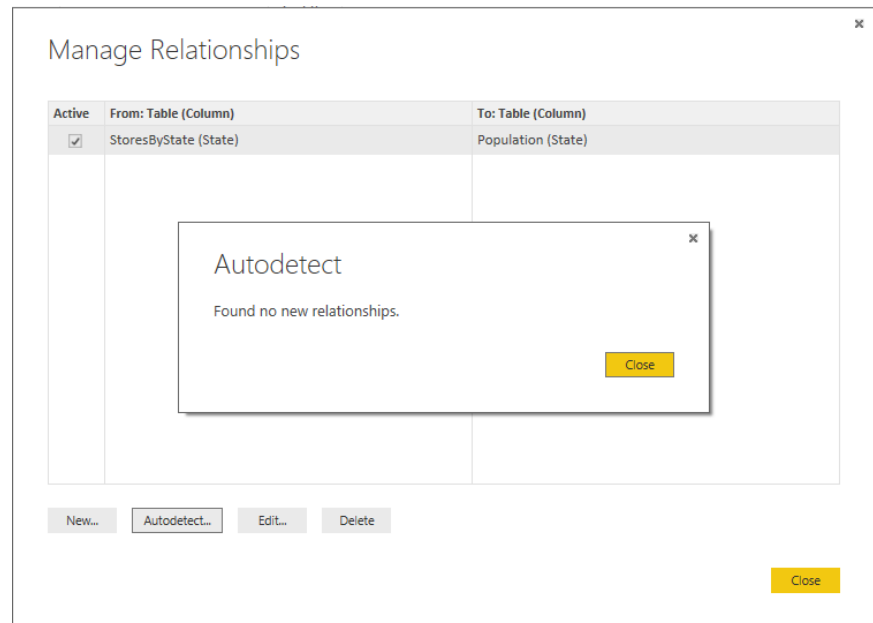 Manage Relationships
Active From: Table (Column) To: Table (Column)
StoresByState (State) Population (State)
Autodetect
Found no new relationships.
Close
New... Autodetect... Edit... Delete
Close